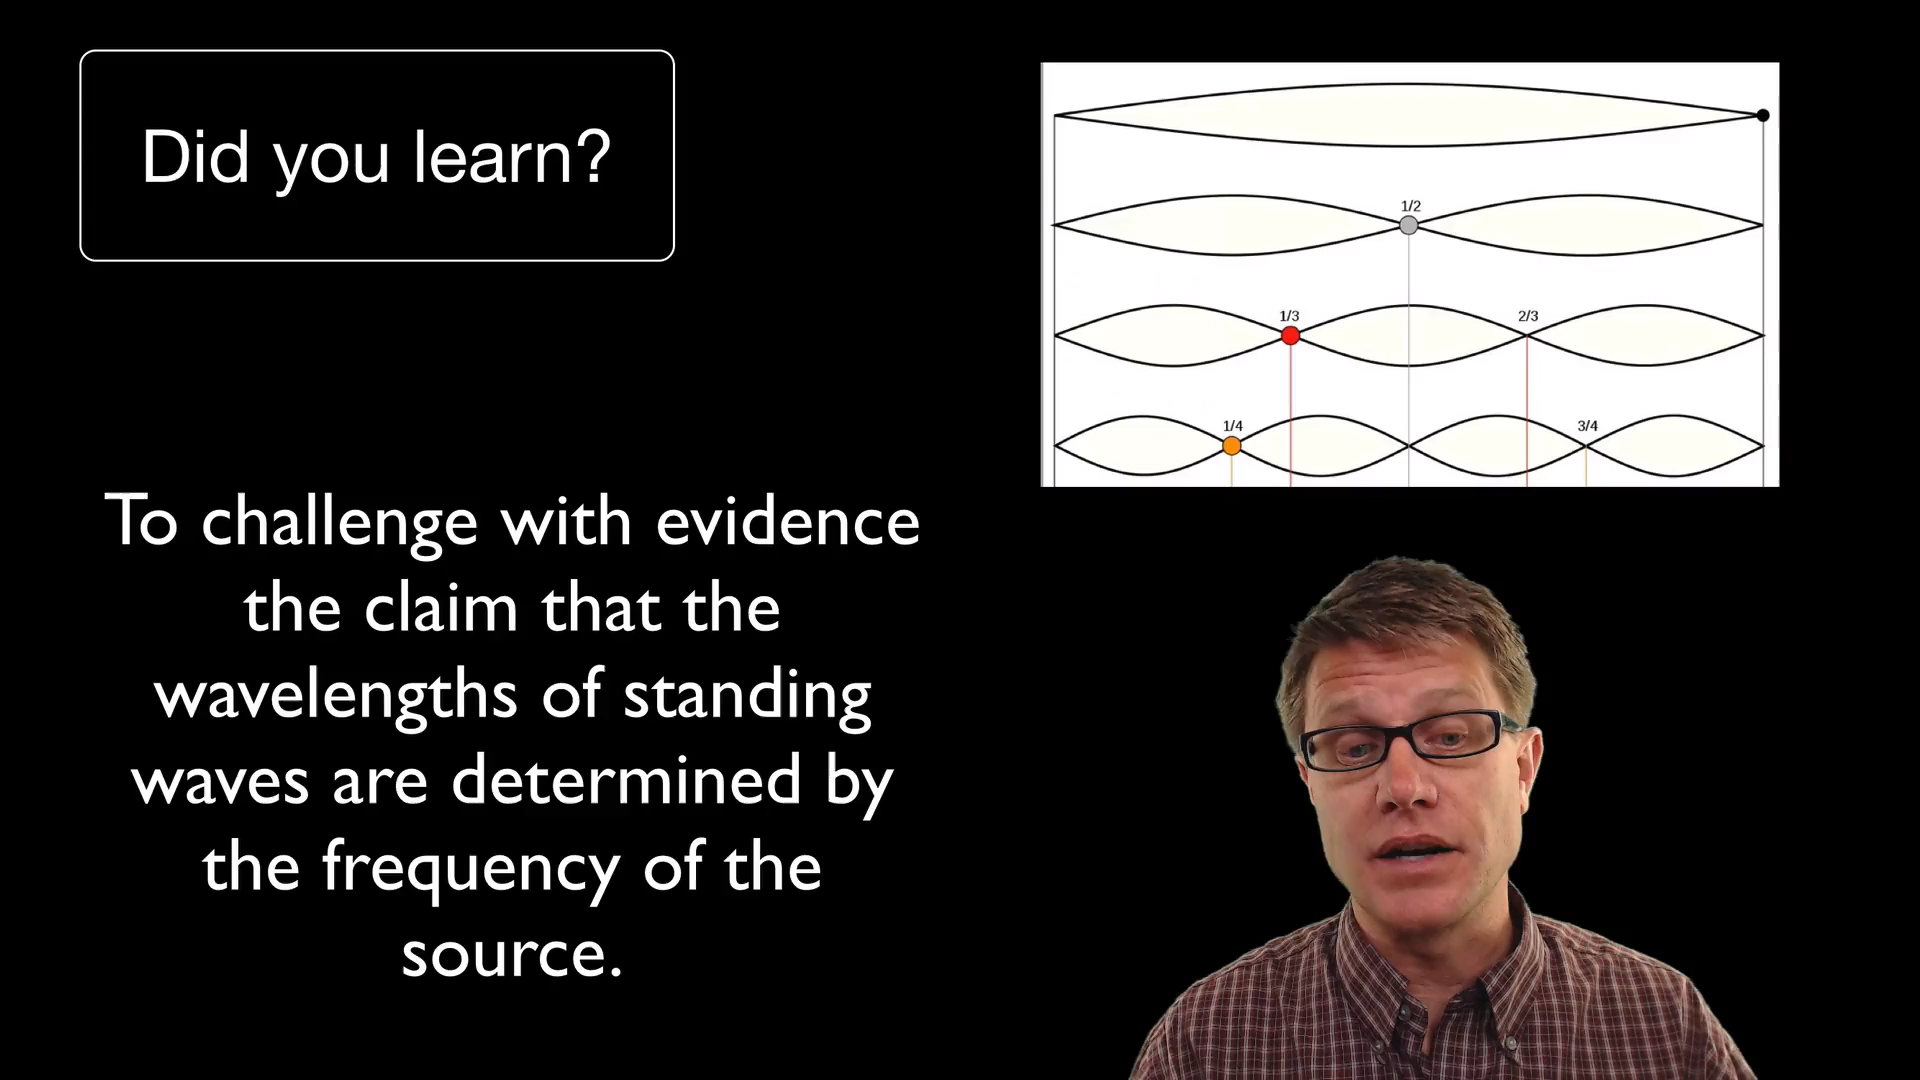 Did you learn?
To challenge with evidence
the claim that the
wavelengths of standing
waves are determined by
the frequency of the
source.
1/2
1/3
2/3
1/4
3/4